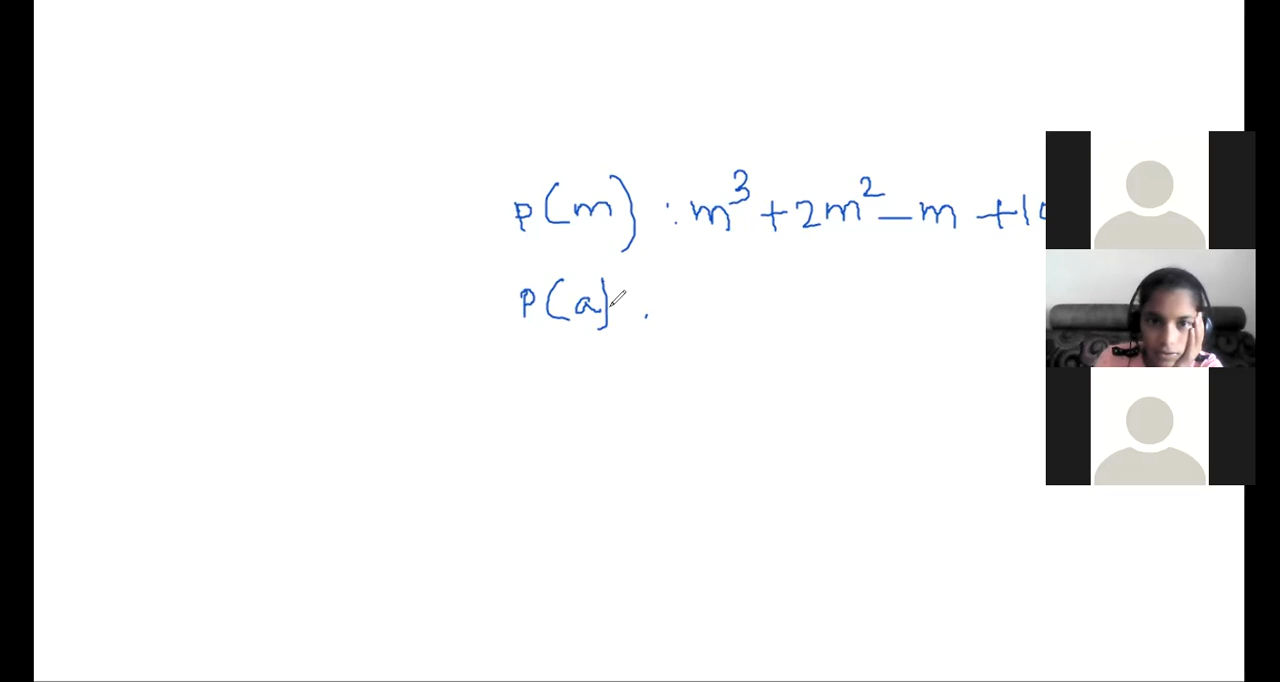 p(m) : m³ + 2m² - m + 1
p(a) .